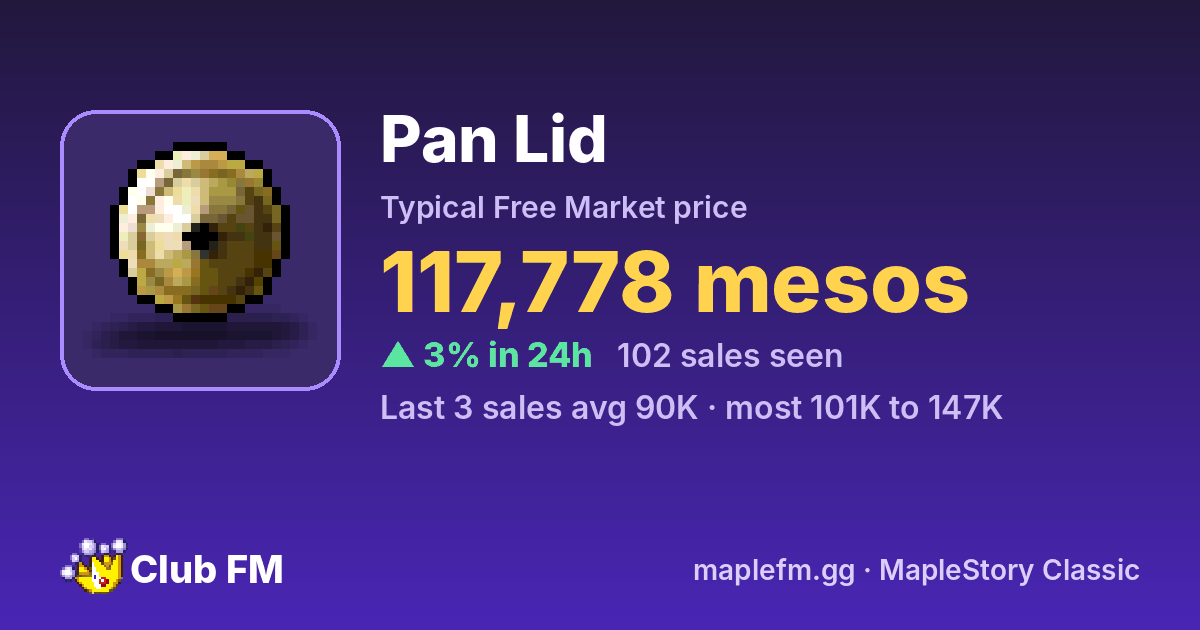 Pan Lid
Typical Free Market price
117,778 mesos
▲ 3% in 24h 102 sales seen
Last 3 sales avg 90K · most 101K to 147K
Club FM
maplefm.gg · MapleStory Classic